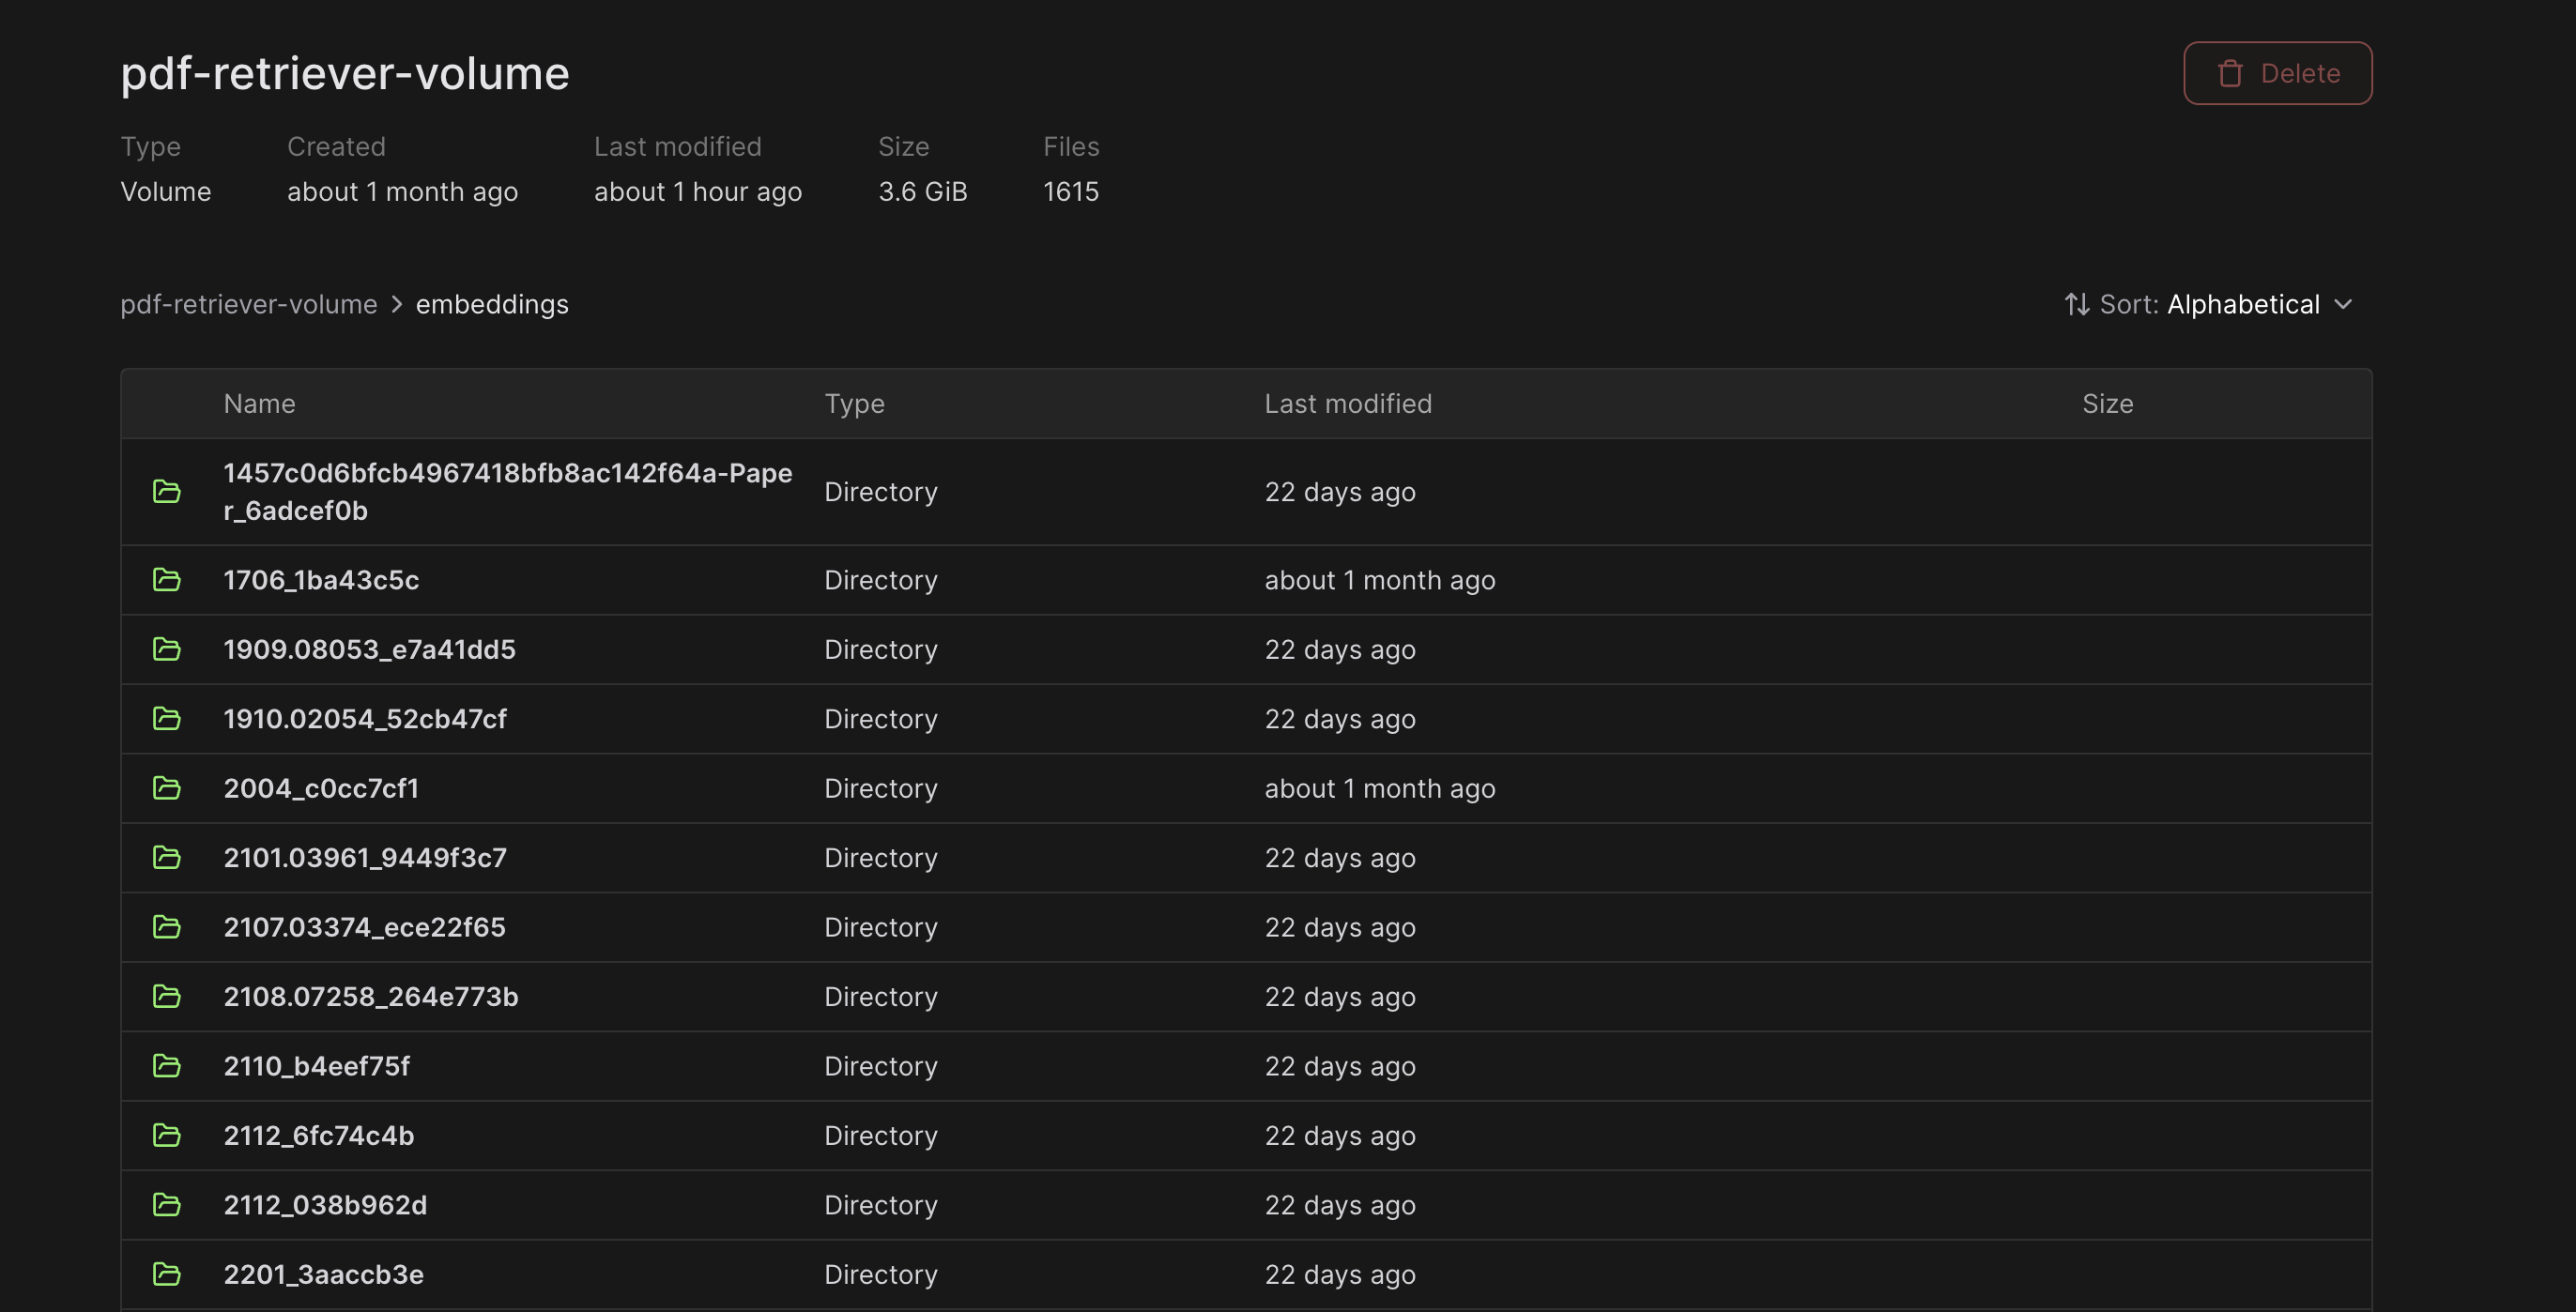 pdf-retriever-volume
Delete
Type Created Last modified Size Files
Volume about 1 month ago about 1 hour ago 3.6 GiB 1615
pdf-retriever-volume > embeddings Sort: Alphabetical
Name Type Last modified Size
1457c0d6bfcb4967418bfb8ac142f64a-Pape
r_6adcef0b Directory 22 days ago
1706_1ba43c5c Directory about 1 month ago
1909.08053_e7a41dd5 Directory 22 days ago
1910.02054_52cb47cf Directory 22 days ago
2004_c0cc7cf1 Directory about 1 month ago
2101.03961_9449f3c7 Directory 22 days ago
2107.03374_ece22f65 Directory 22 days ago
2108.07258_264e773b Directory 22 days ago
2110_b4eef75f Directory 22 days ago
2112_6fc74c4b Directory 22 days ago
2112_038b962d Directory 22 days ago
2201_3aaccb3e Directory 22 days ago